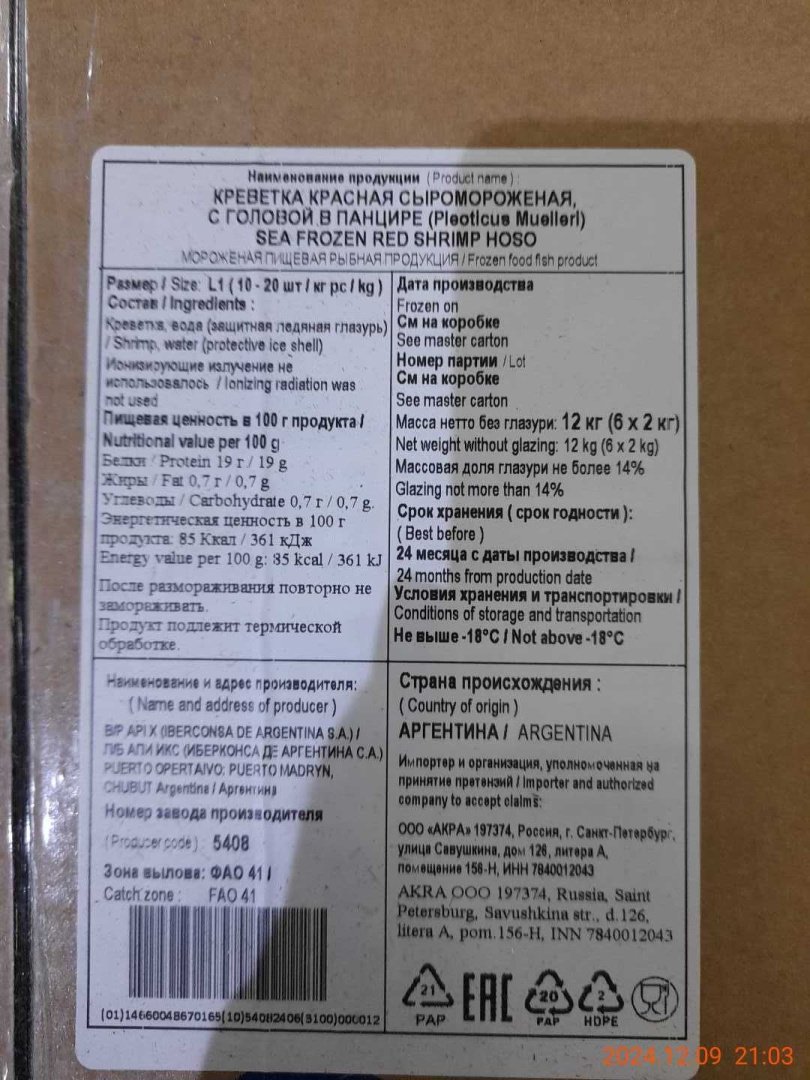 Наименование продукции (Product name):
КРЕВЕТКА КРАСНАЯ СЫРОМОРОЖЕНАЯ,
С ГОЛОВОЙ В ПАНЦИРЕ (Pleoticus Muelleri)
SEA FROZEN RED SHRIMP HOSO
МОРОЖЕНАЯ ПИЩЕВАЯ РЫБНАЯ ПРОДУКЦИЯ / Frozen food fish product
Размер / Size: L1 ( 10 - 20 шт / кг pc / kg )
Состав / Ingredients :
Креветка, вода (защитная ледяная глазурь)
/ Shrimp, water (protective ice shell)
Ионизирующие излучение не
использовалось / Ionizing radiation was
not used
Пищевая ценность в 100 г продукта /
Nutritional value per 100 g
Белки / Protein 19 г / 19 g
Жиры / Fat 0,7 г / 0,7 g
Углеводы / Carbohydrate 0,7 г / 0,7 g.
Энергетическая ценность в 100 г
продукта: 85 Ккал / 361 кДж
Energy value per 100 g: 85 kcal / 361 kJ
После размораживания повторно не
замораживать.
Продукт подлежит термической
обработке.
Дата производства
Frozen on
См на коробке
See master carton
Номер партии / Lot
См на коробке
See master carton
Масса нетто без глазури: 12 кг (6 x 2 кг)
Net weight without glazing: 12 kg (6 x 2 kg)
Массовая доля глазури не более 14%
Glazing not more than 14%
Срок хранения ( срок годности ):
( Best before )
24 месяца с даты производства /
24 months from production date
Условия хранения и транспортировки /
Conditions of storage and transportation
Не выше -18°C / Not above -18°C
Наименование и адрес производителя:
( Name and address of producer )
B/P API X (IBERCONSA DE ARGENTINA S.A.) /
П/Б АПИ ИКС (ИБЕРКОНСА ДЕ АРГЕНТИНА С.А.)
PUERTO OPERTAIVO: PUERTO MADRYN,
CHUBUT Argentina / Аргентина
Номер завода производителя
(Producer code) : 5408
Зона вылова: ФАО 41 /
Catch zone : FAO 41
(01)14660048670165(10)54082406(3100)000012
Страна происхождения :
( Country of origin )
АРГЕНТИНА / ARGENTINA
Импортер и организация, уполномоченная на
принятие претензий / Importer and authorized
company to accept claims:
ООО «АКРА» 197374, Россия, г. Санкт-Петербург,
улица Савушкина, дом 126, литера А,
помещение 156-Н, ИНН 7840012043
AKRA OOO 197374, Russia, Saint
Petersburg, Savushkina str., d.126,
litera A, pom.156-H, INN 7840012043
21
PAP
EAC
20
PAP
2
HDPE
2024.12.09 21:03